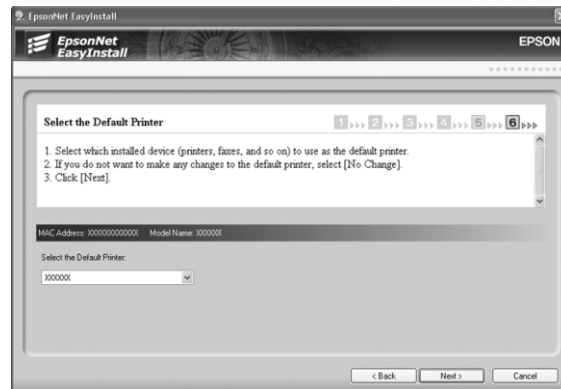 EpsonNet EasyInstall
EpsonNet
EasyInstall
EPSON
Select the Default Printer
1 2 3 4 5 6
1. Select which installed device (printers, faxes, and so on) to use as the default printer.
2. If you do not want to make any changes to the default printer, select [No Change].
3. Click [Next].
MAC Address: XXXXXXXXXXXX Model Name: XXXXXX
Select the Default Printer:
XXXXXX
< Back Next > Cancel